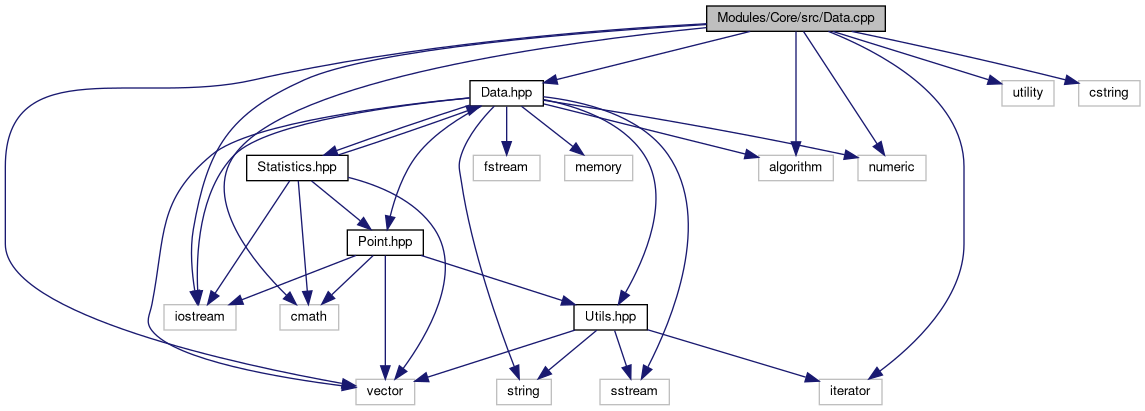 Modules/Core/src/Data.cpp
Data.hpp
utility
cstring
Statistics.hpp
fstream
memory
algorithm
numeric
Point.hpp
iostream
cmath
Utils.hpp
vector
string
sstream
iterator